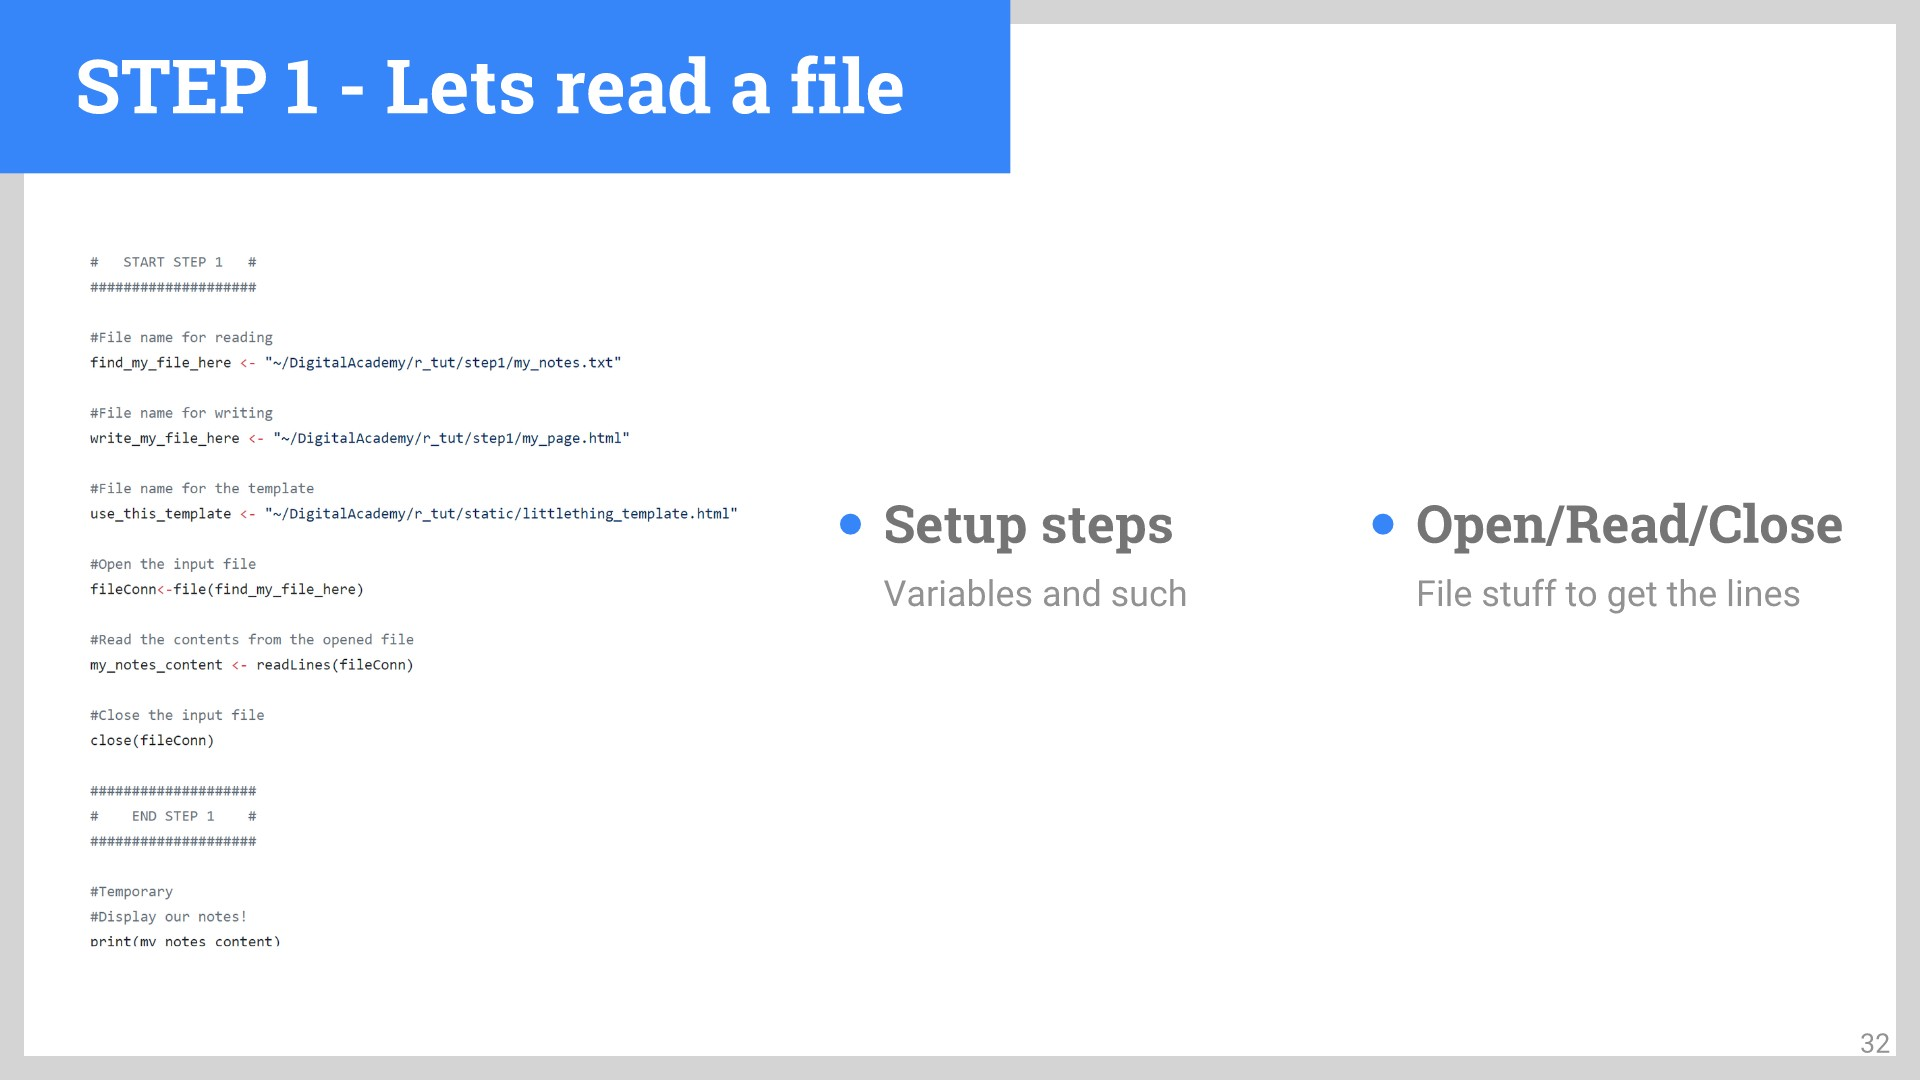 STEP 1 - Lets read a file
#   START STEP 1   #
####################
#File name for reading
find_my_file_here <- "~/DigitalAcademy/r_tut/step1/my_notes.txt"
#File name for writing
write_my_file_here <- "~/DigitalAcademy/r_tut/step1/my_page.html"
#File name for the template
use_this_template <- "~/DigitalAcademy/r_tut/static/littlething_template.html"
#Open the input file
fileConn<-file(find_my_file_here)
#Read the contents from the opened file
my_notes_content <- readLines(fileConn)
#Close the input file
close(fileConn)
####################
#    END STEP 1    #
####################
#Temporary
#Display our notes!
print(my_notes_content)
Setup steps
Variables and such
Open/Read/Close
File stuff to get the lines
32